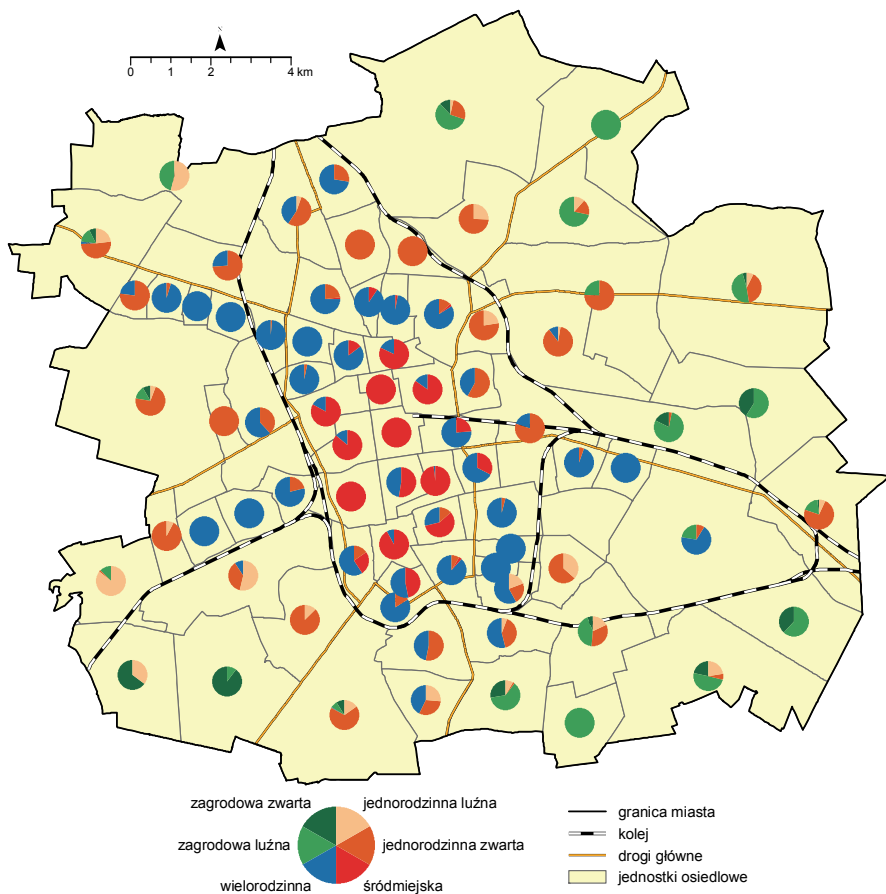 N
0 1 2 4 km
zagrodowa zwarta jednorodzinna luźna
zagrodowa luźna jednorodzinna zwarta
wielorodzinna śródmiejska
granica miasta
kolej
drogi główne
jednostki osiedlowe